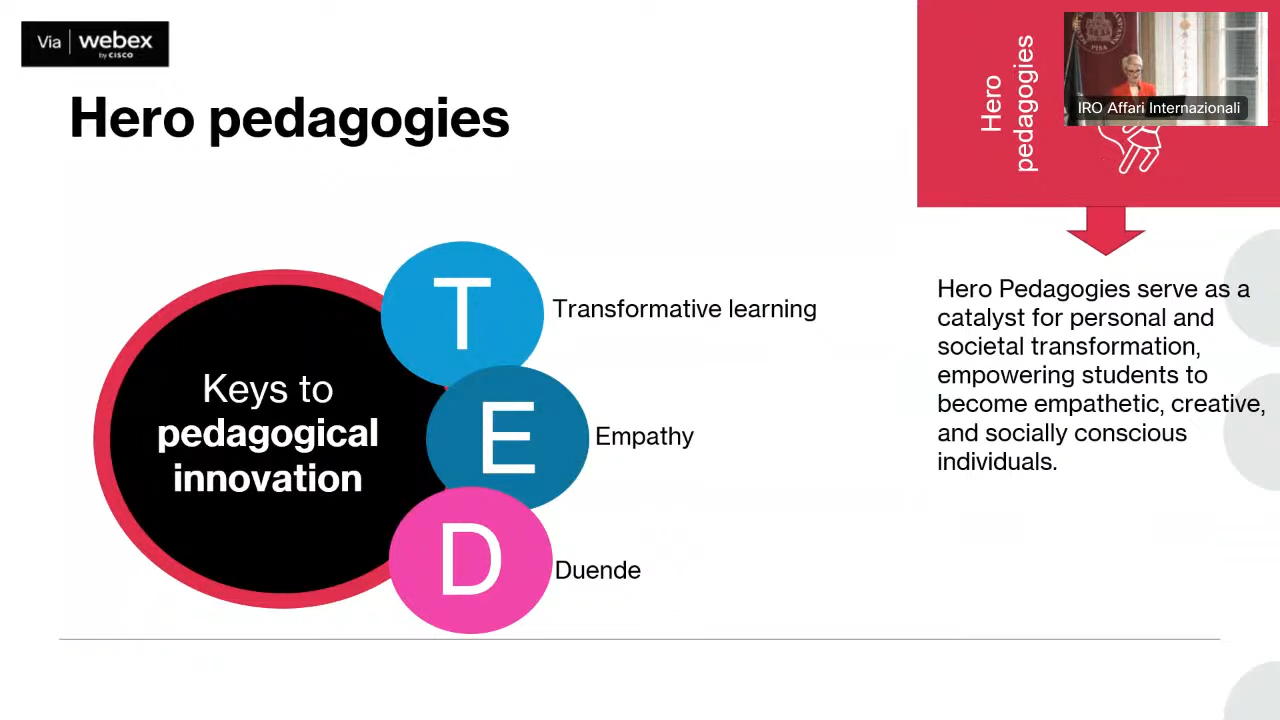 Via webex
by CISCO
Hero pedagogies
Hero
pedagogies
IRO Affari Internazionali
PISA
T
Transformative learning
Keys to
pedagogical
innovation
E
Empathy
D
Duende
Hero Pedagogies serve as a
catalyst for personal and
societal transformation,
empowering students to
become empathetic, creative,
and socially conscious
individuals.